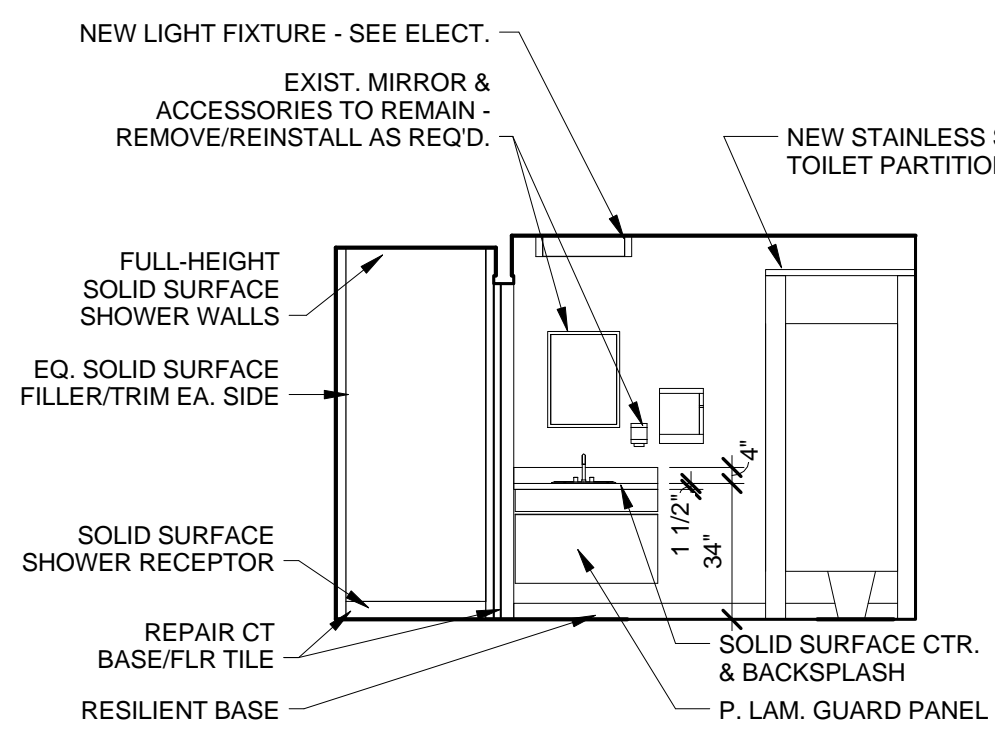 NEW LIGHT FIXTURE - SEE ELECT.
EXIST. MIRROR &
ACCESSORIES TO REMAIN -
REMOVE/REINSTALL AS REQ'D.
NEW STAINLESS
TOILET PARTITION
FULL-HEIGHT
SOLID SURFACE
SHOWER WALLS
EQ. SOLID SURFACE
FILLER/TRIM EA. SIDE
4"
1 1/2"
34"
SOLID SURFACE
SHOWER RECEPTOR
REPAIR CT
BASE/FLR TILE
RESILIENT BASE
SOLID SURFACE CTR.
& BACKSPLASH
P. LAM. GUARD PANEL